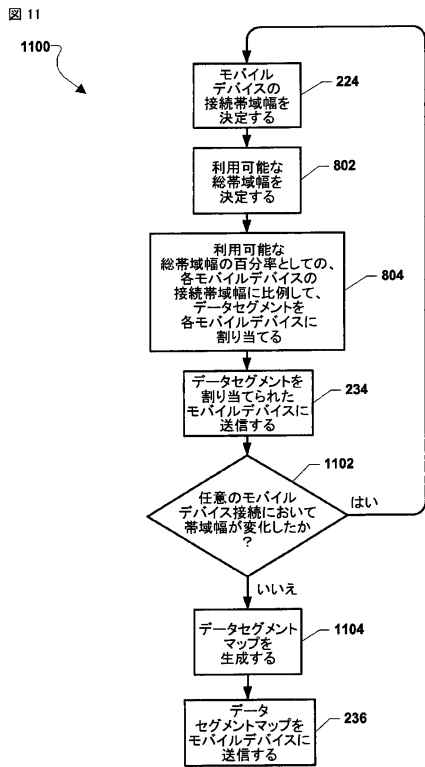 図 11
1100
モバイル
デバイスの
接続帯域幅を
決定する
224
利用可能な
総帯域幅を
決定する
802
利用可能な
総帯域幅の百分率としての、
各モバイルデバイスの
接続帯域幅に比例して、
データセグメントを
各モバイルデバイスに
割り当てる
804
データセグメントを
割り当てられた
モバイルデバイスに
送信する
234
1102
任意のモバイル
デバイス接続において
帯域幅が変化したか
?
はい
いいえ
データセグメント
マップを
生成する
1104
データ
セグメントマップを
モバイルデバイスに
送信する
236